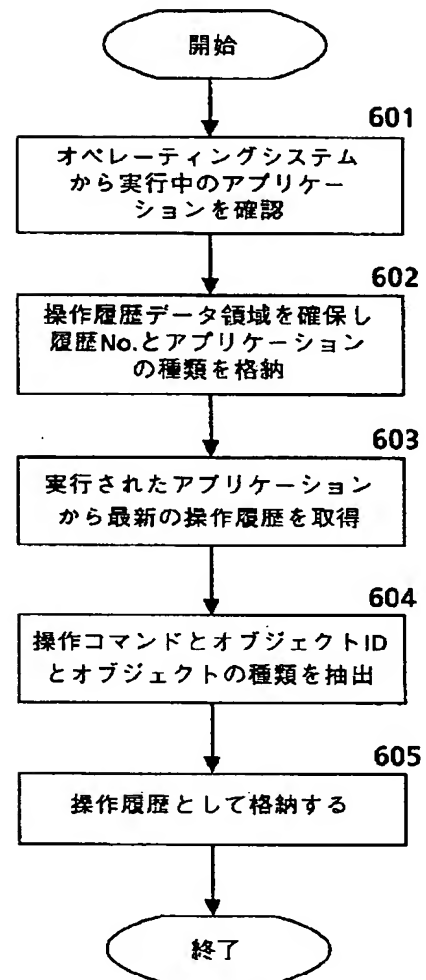 開始
601
オペレーティングシステム
から実行中のアプリケー
ションを確認
602
操作履歴データ領域を確保し
履歴No.とアプリケーション
の種類を格納
603
実行されたアプリケーション
から最新の操作履歴を取得
604
操作コマンドとオブジェクトID
とオブジェクトの種類を抽出
605
操作履歴として格納する
終了